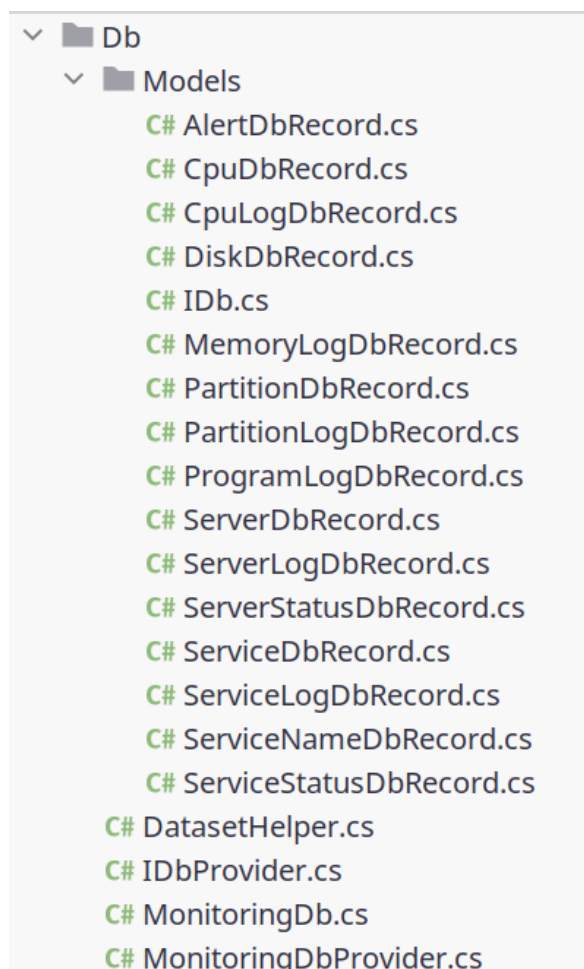 Db
Models
C# AlertDbRecord.cs
C# CpuDbRecord.cs
C# CpuLogDbRecord.cs
C# DiskDbRecord.cs
C# IDb.cs
C# MemoryLogDbRecord.cs
C# PartitionDbRecord.cs
C# PartitionLogDbRecord.cs
C# ProgramLogDbRecord.cs
C# ServerDbRecord.cs
C# ServerLogDbRecord.cs
C# ServerStatusDbRecord.cs
C# ServiceDbRecord.cs
C# ServiceLogDbRecord.cs
C# ServiceNameDbRecord.cs
C# ServiceStatusDbRecord.cs
C# DatasetHelper.cs
C# IDbProvider.cs
C# MonitoringDb.cs
C# MonitoringDbProvider.cs